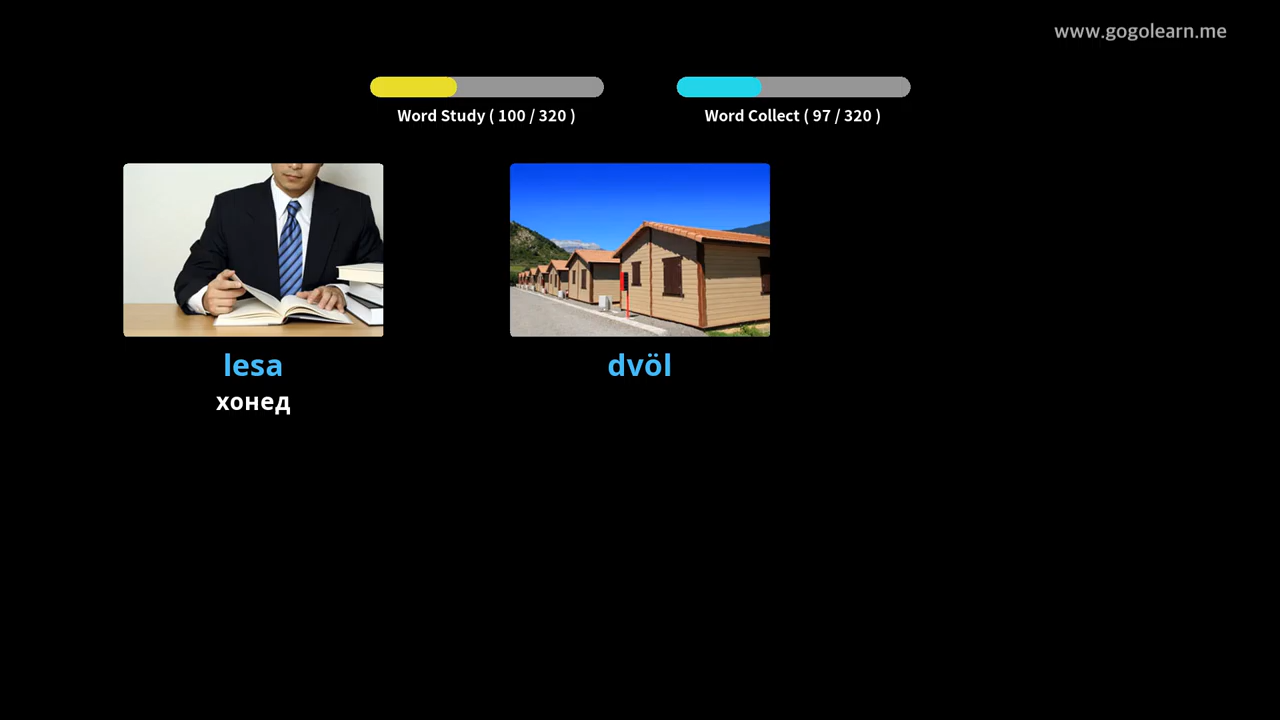 www.gogolearn.me
Word Study ( 100 / 320 )
Word Collect ( 97 / 320 )
lesa
хонед
dvöl